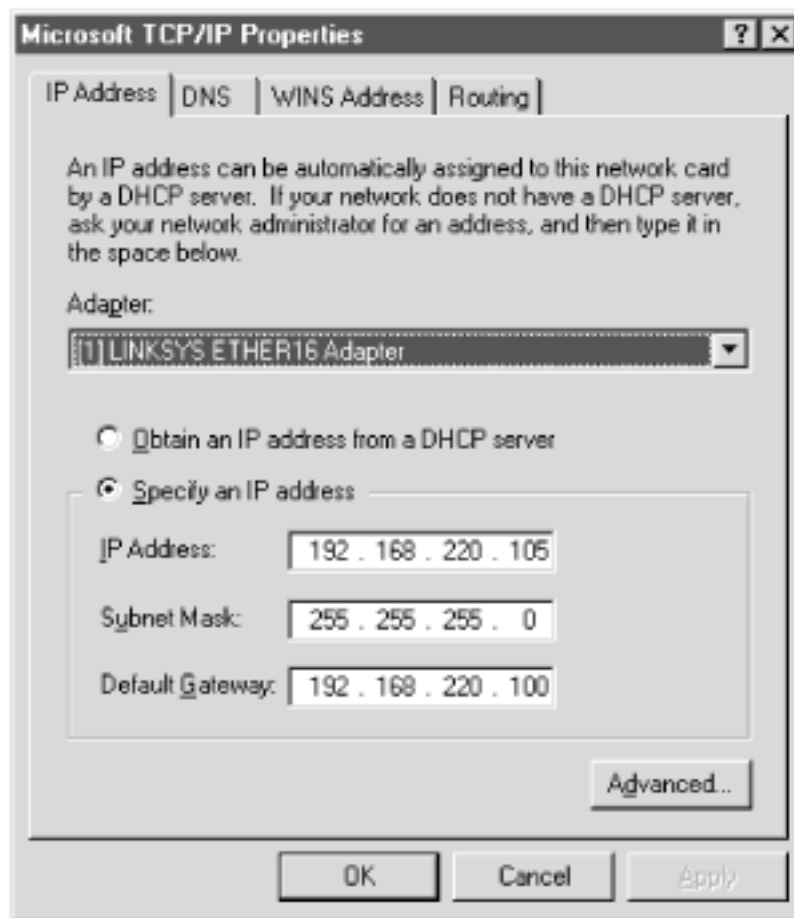 Microsoft TCP/IP Properties
? X
IP Address DNS WINS Address Routing
An IP address can be automatically assigned to this network card
by a DHCP server. If your network does not have a DHCP server,
ask your network administrator for an address, and then type it in
the space below.
Adapter:
[1] LINKSYS ETHER16 Adapter
Obtain an IP address from a DHCP server
Specify an IP address
IP Address: 192 . 168 . 220 . 105
Subnet Mask: 255 . 255 . 255 . 0
Default Gateway: 192 . 168 . 220 . 100
Advanced...
OK Cancel Apply